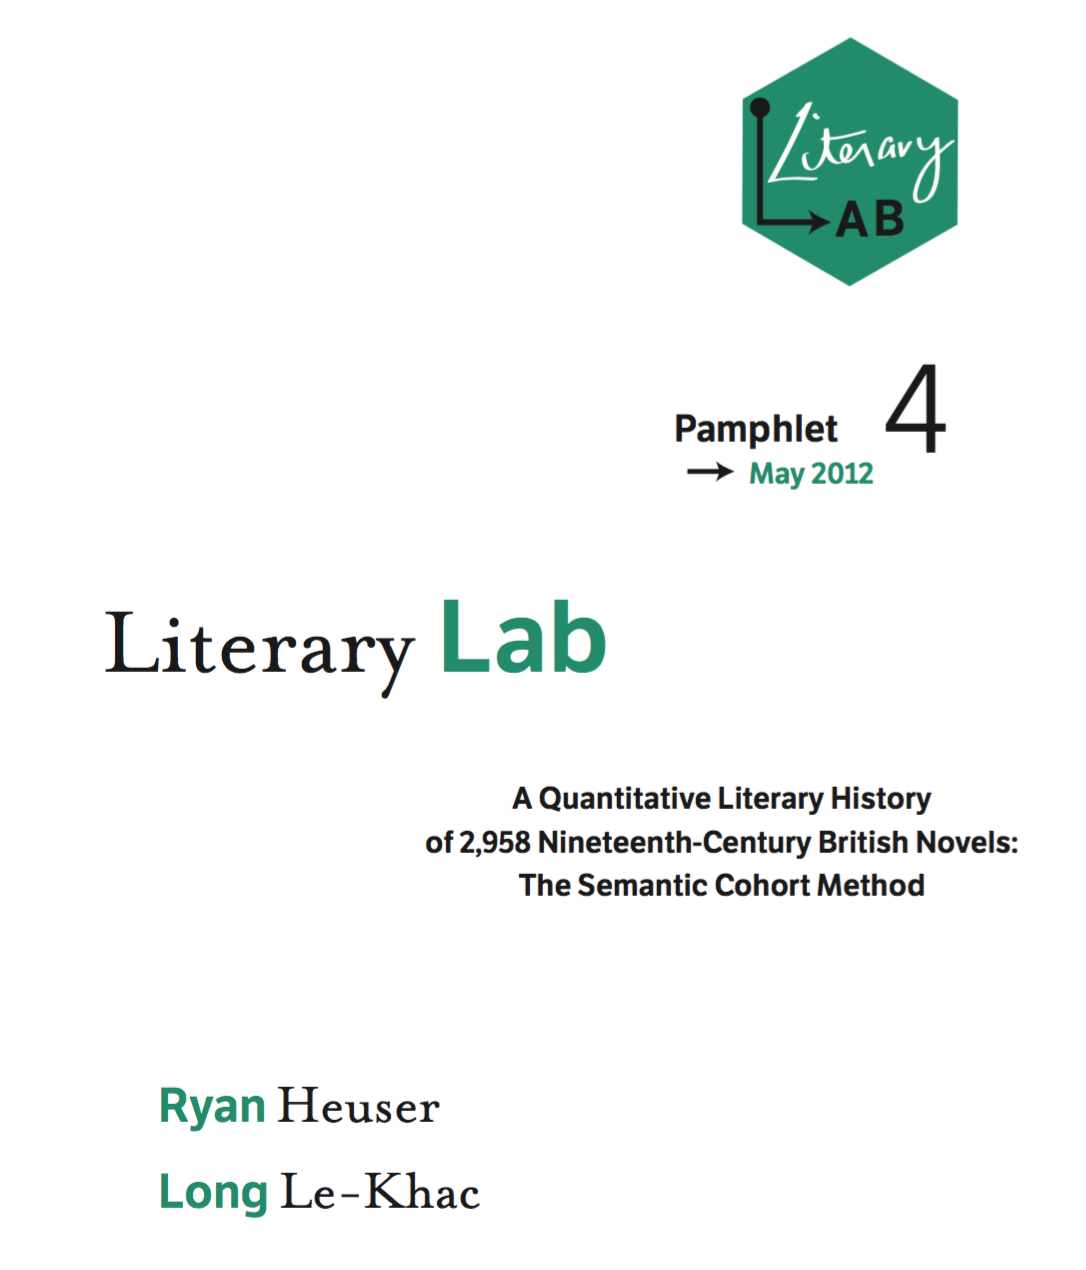 Literary
AB
Pamphlet 4
May 2012
Literary Lab
A Quantitative Literary History
of 2,958 Nineteenth-Century British Novels:
The Semantic Cohort Method
Ryan Heuser
Long Le-Khac